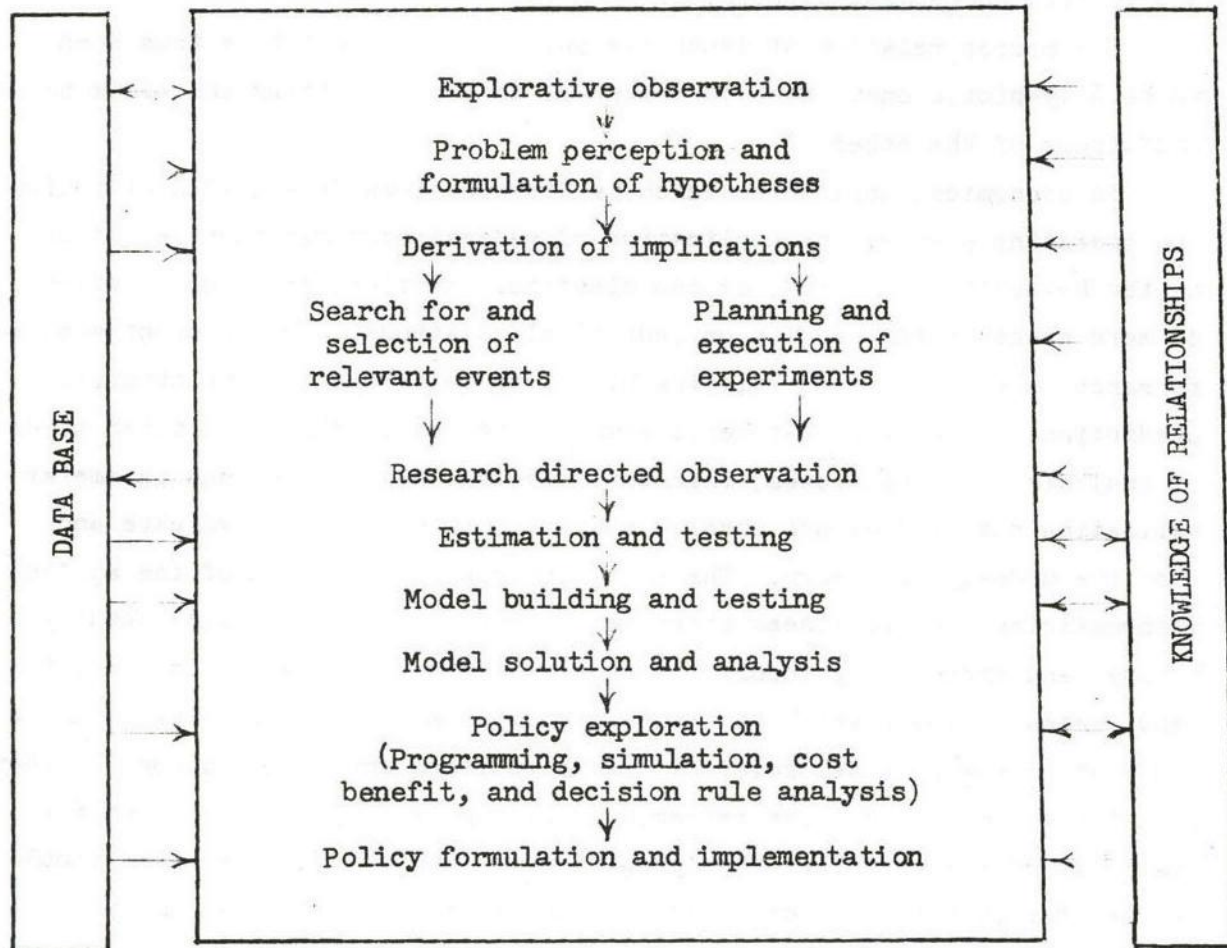 Explorative observation
Problem perception and
formulation of hypotheses
Derivation of implications
Search for and
selection of
relevant events
Planning and
execution of
experiments
Research directed observation
Estimation and testing
Model building and testing
Model solution and analysis
Policy exploration
(Programming, simulation, cost
benefit, and decision rule analysis)
Policy formulation and implementation
DATA BASE
KNOWLEDGE OF RELATIONSHIPS